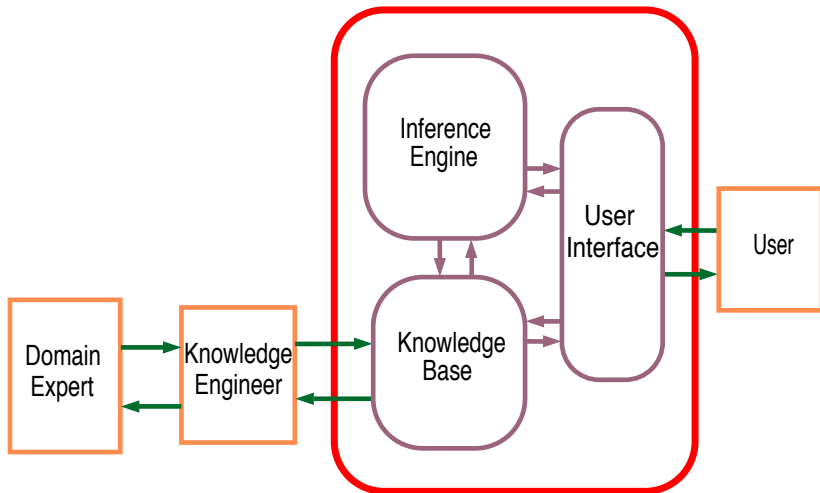 Inference
Engine
User
Interface
User
Domain
Expert
Knowledge
Engineer
Knowledge
Base